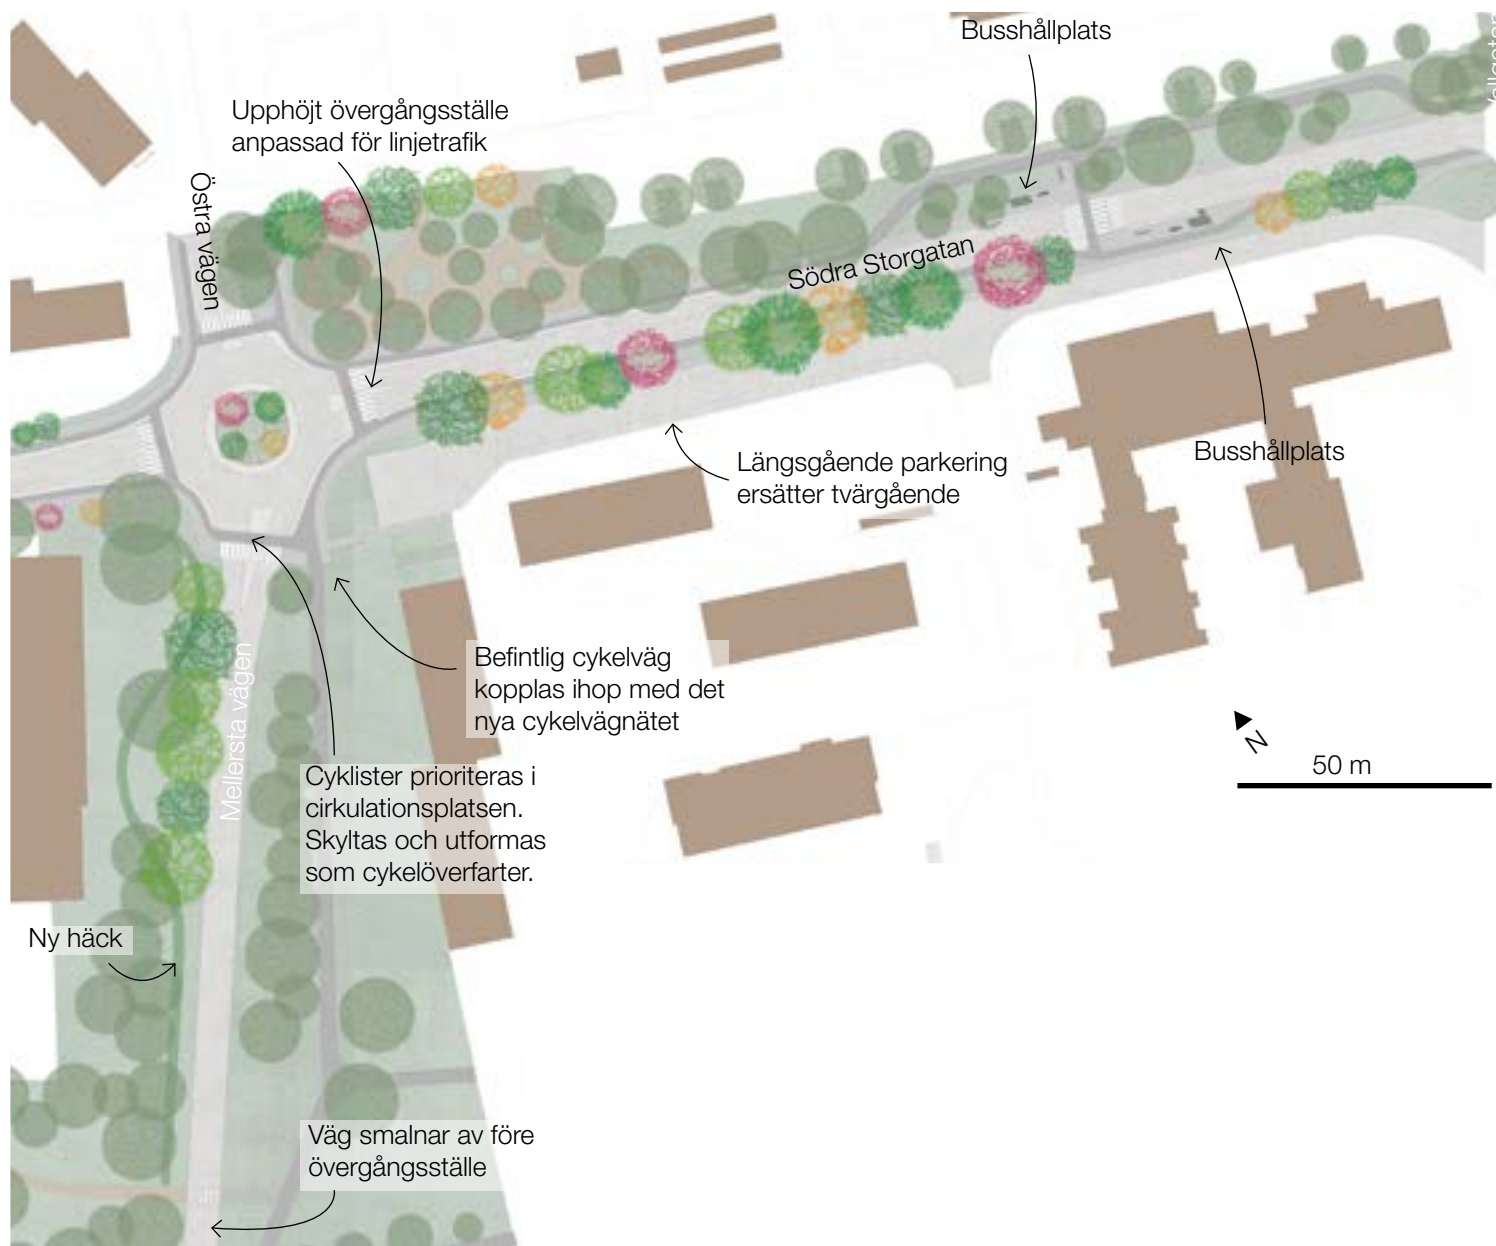 Busshållplats
Upphöjt övergångsställe
anpassad för linjetrafik
Östra vägen
Södra Storgatan
Busshållplats
Längsgående parkering
ersätter tvärgående
Befintlig cykelväg
kopplas ihop med det
nya cykelvägnätet
Mellersta vägen
N
50 m
Cyklister prioriteras i
cirkulationsplatsen.
Skyltas och utformas
som cykelöverfarter.
Ny häck
Väg smalnar av före
övergångsställe